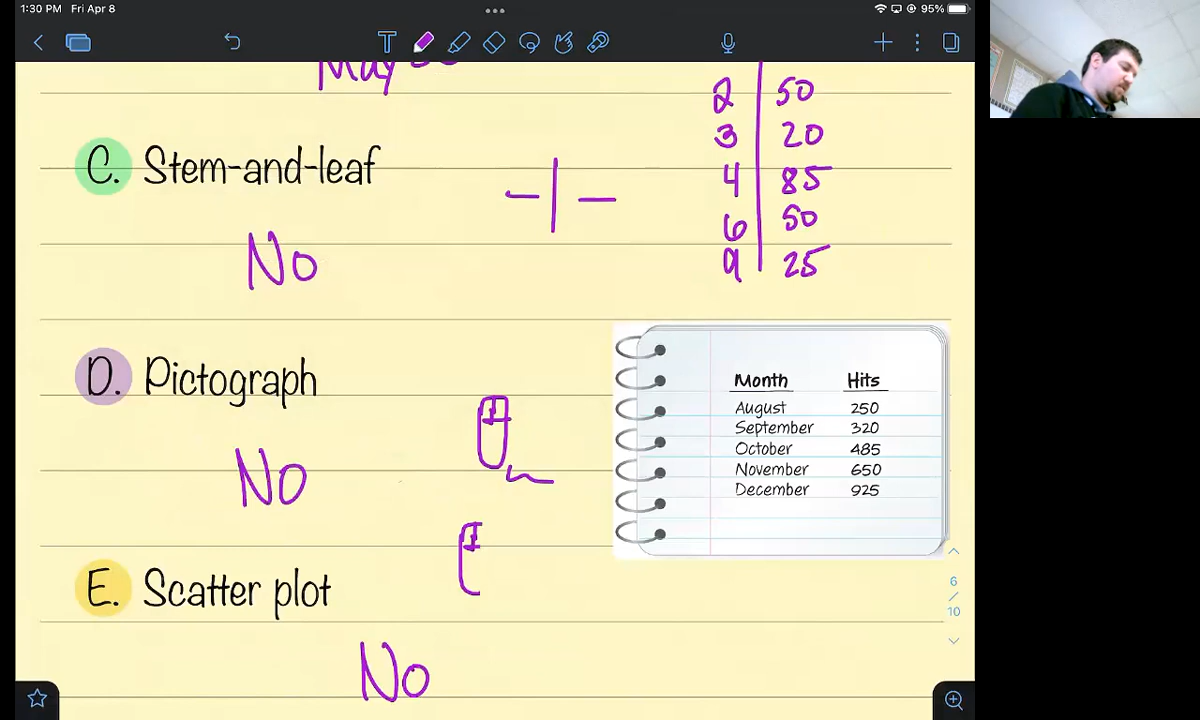 1:30 PM Fri Apr 8
95%
T
May
2 50
3 20
4 85
6 50
9 25
C. Stem-and-leaf
No
D. Pictograph
No
Month Hits
August 250
September 320
October 485
November 650
December 925
E. Scatter plot
No
6
/
10